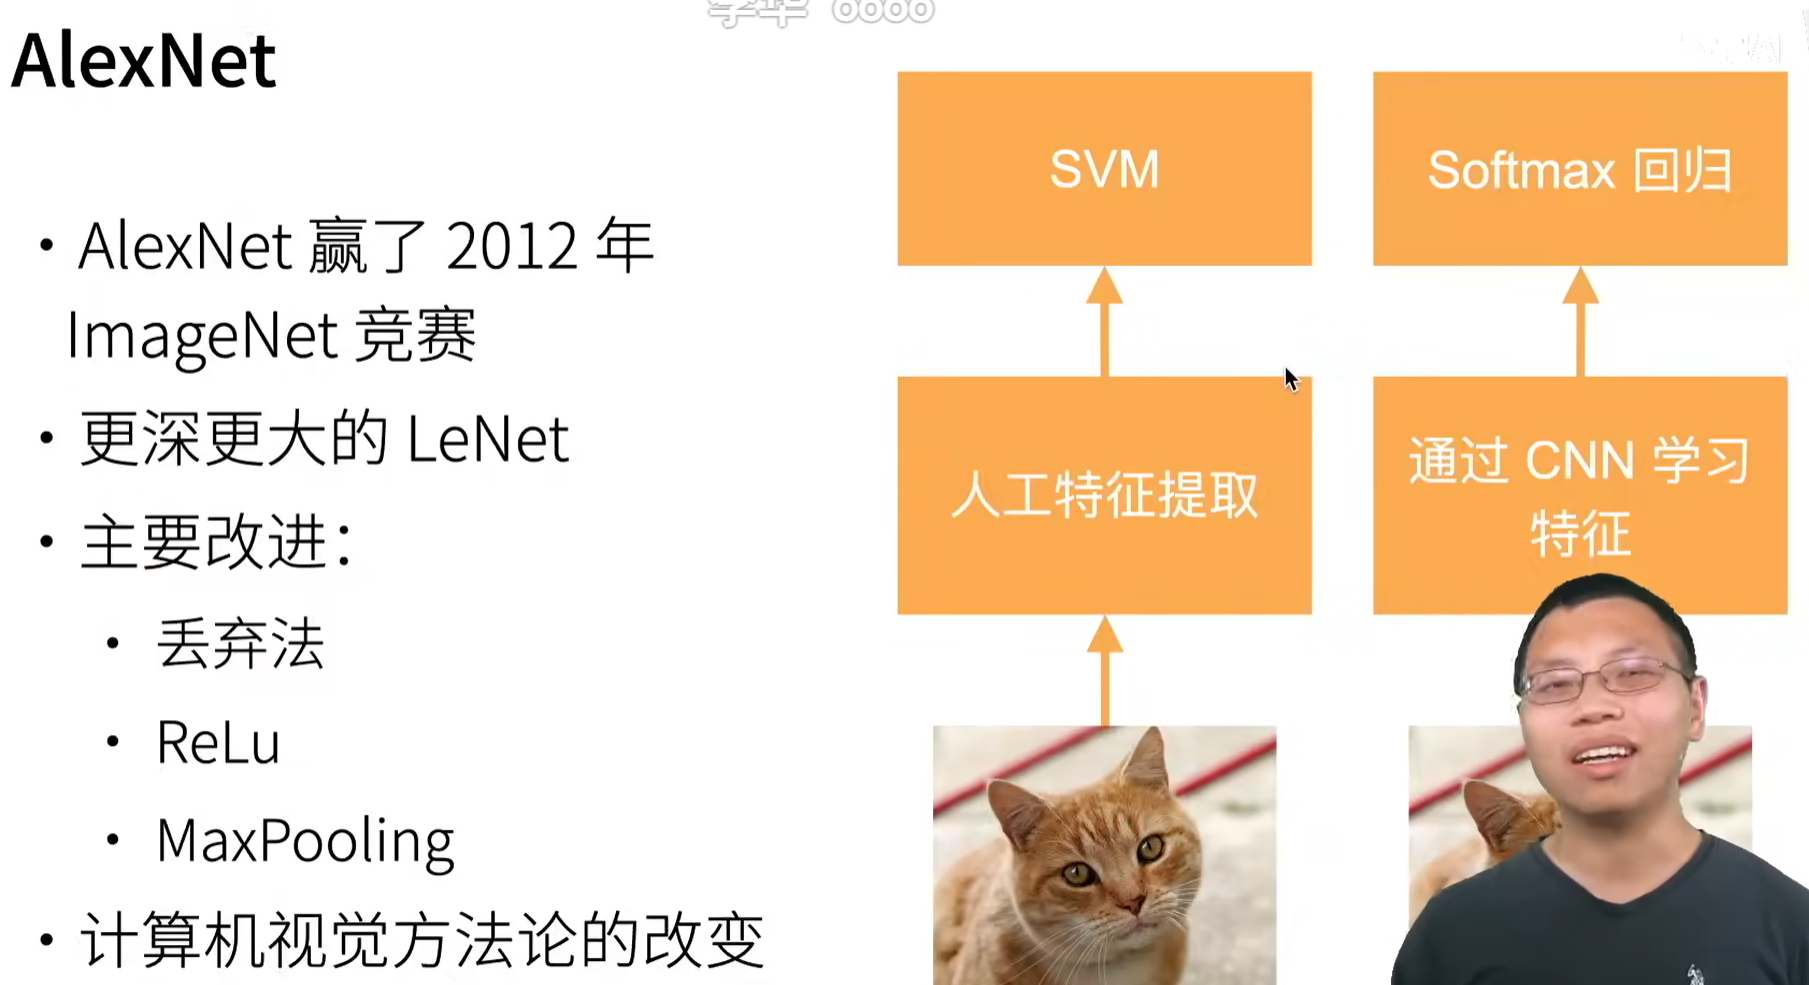 AlexNet
• AlexNet 赢了 2012 年
ImageNet 竞赛
• 更深更大的 LeNet
• 主要改进：
• 丢弃法
• ReLu
• MaxPooling
• 计算机视觉方法论的改变
SVM
人工特征提取
Softmax 回归
通过 CNN 学习
特征